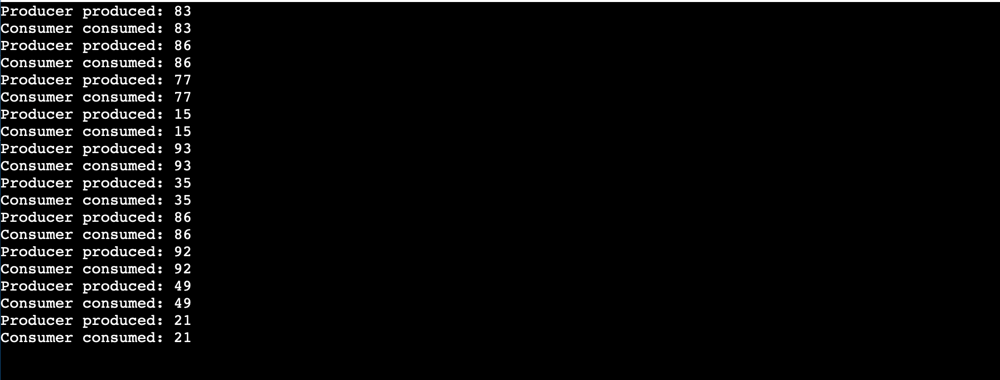 Producer produced: 83
Consumer consumed: 83
Producer produced: 86
Consumer consumed: 86
Producer produced: 77
Consumer consumed: 77
Producer produced: 15
Consumer consumed: 15
Producer produced: 93
Consumer consumed: 93
Producer produced: 35
Consumer consumed: 35
Producer produced: 86
Consumer consumed: 86
Producer produced: 92
Consumer consumed: 92
Producer produced: 49
Consumer consumed: 49
Producer produced: 21
Consumer consumed: 21